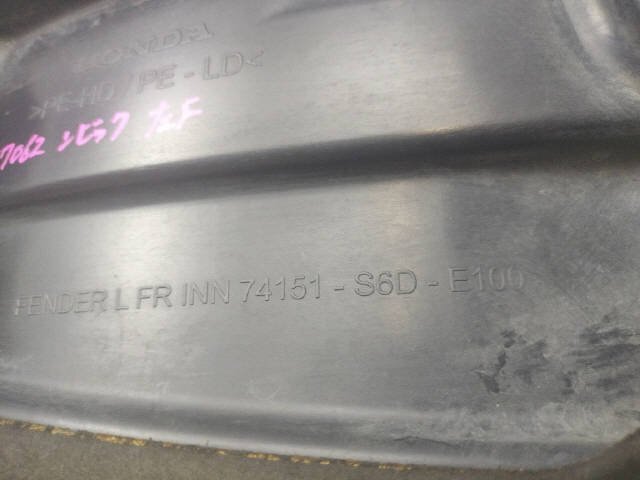 HONDA
>PE-HD / PE - LD<
7062 シビック 左F
FENDER L FR INN 74151 - S6D - E100